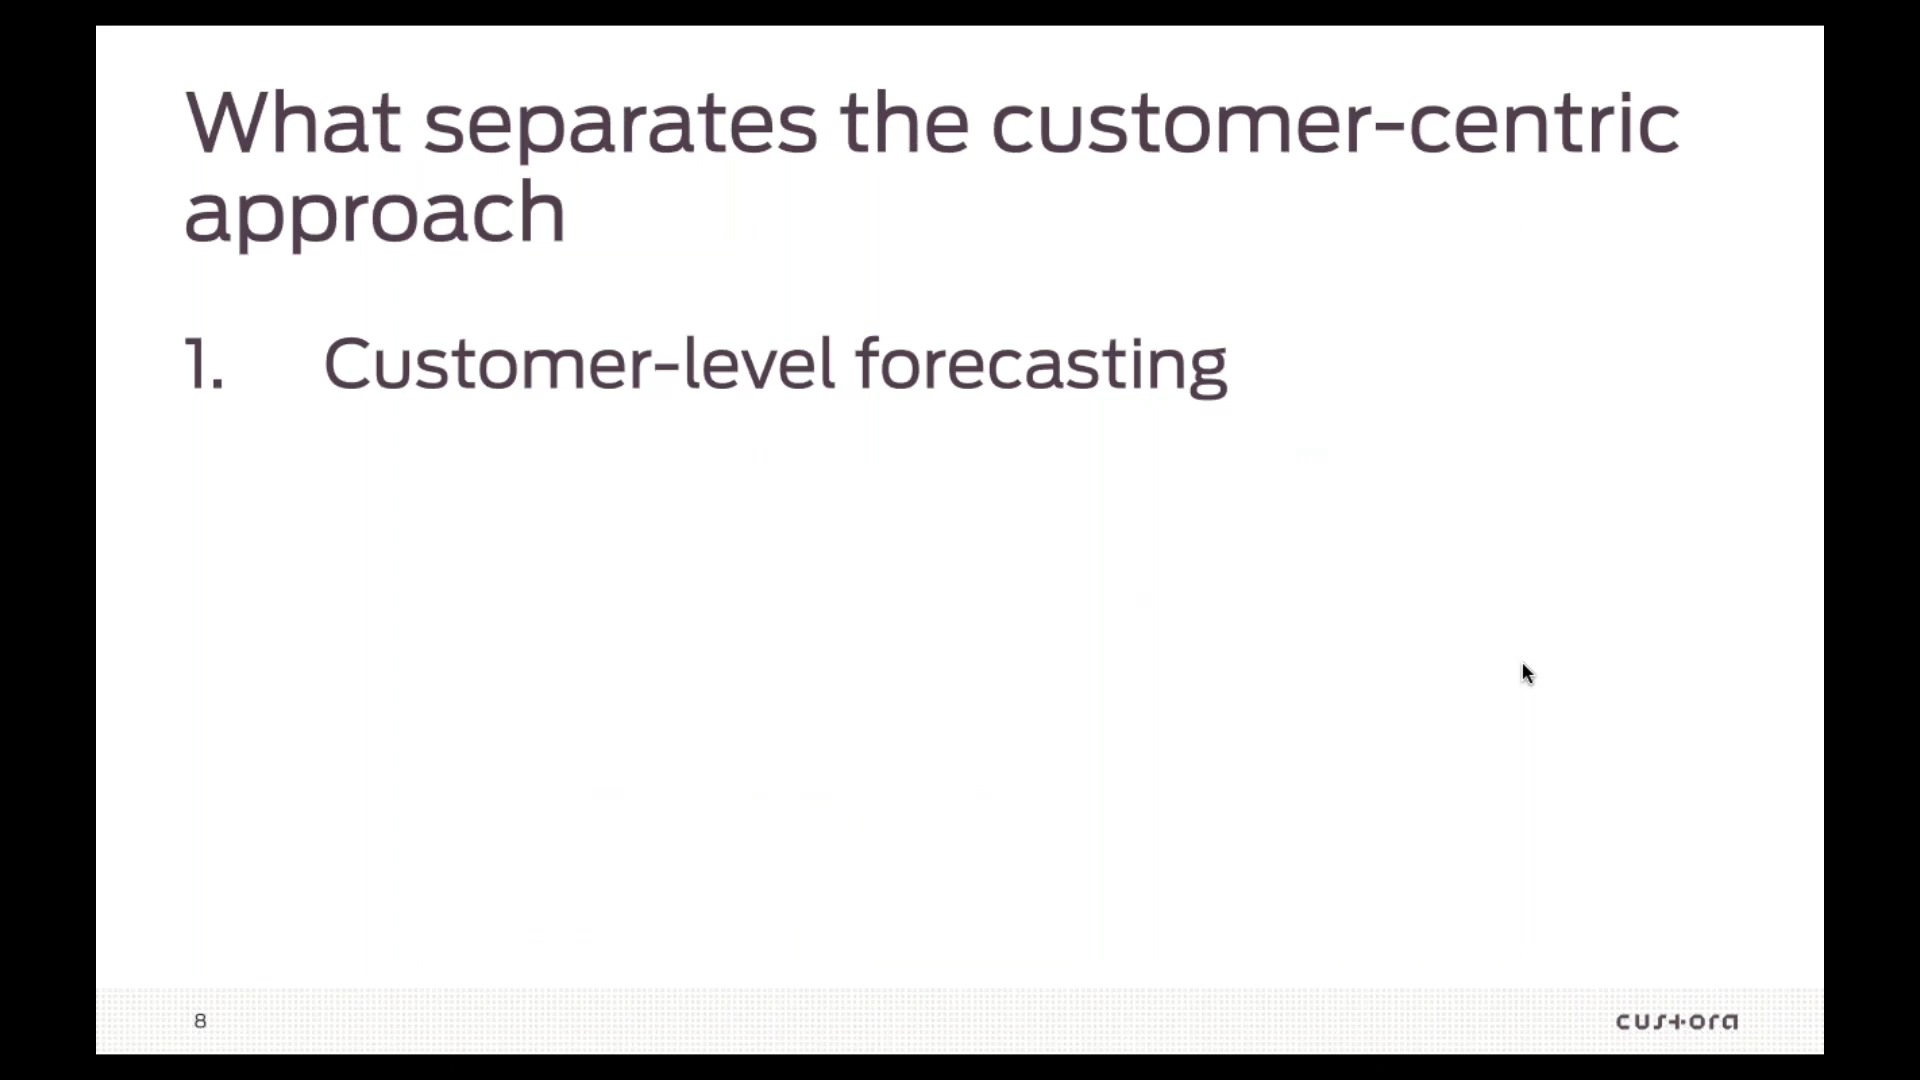 What separates the customer-centric
approach
1. Customer-level forecasting
8
custora